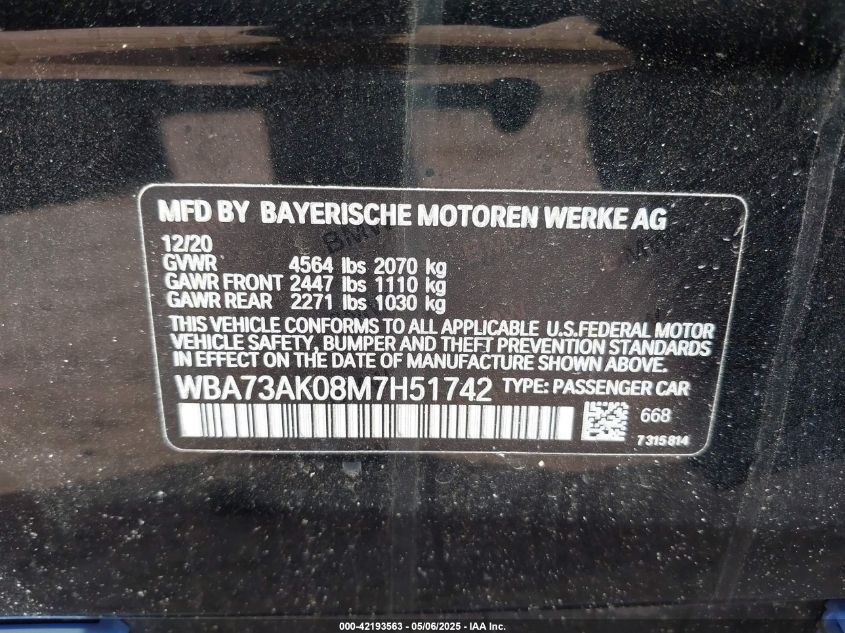 MFD BY BAYERISCHE MOTOREN WERKE AG
12/20
GVWR 4564 lbs 2070 kg
GAWR FRONT 2447 lbs 1110 kg
GAWR REAR 2271 lbs 1030 kg
THIS VEHICLE CONFORMS TO ALL APPLICABLE U.S.FEDERAL MOTOR
VEHICLE SAFETY, BUMPER AND THEFT PREVENTION STANDARDS
IN EFFECT ON THE DATE OF MANUFACTURE SHOWN ABOVE.
WBA73AK08M7H51742 TYPE: PASSENGER CAR
668
7315814
000-42193563 - 05/06/2025 - IAA Inc.